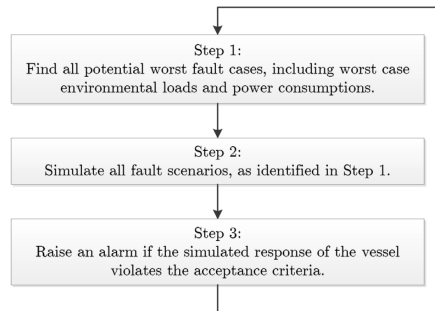 Step 1:
Find all potential worst fault cases, including worst case
environmental loads and power consumptions.
Step 2:
Simulate all fault scenarios, as identified in Step 1.
Step 3:
Raise an alarm if the simulated response of the vessel
violates the acceptance criteria.